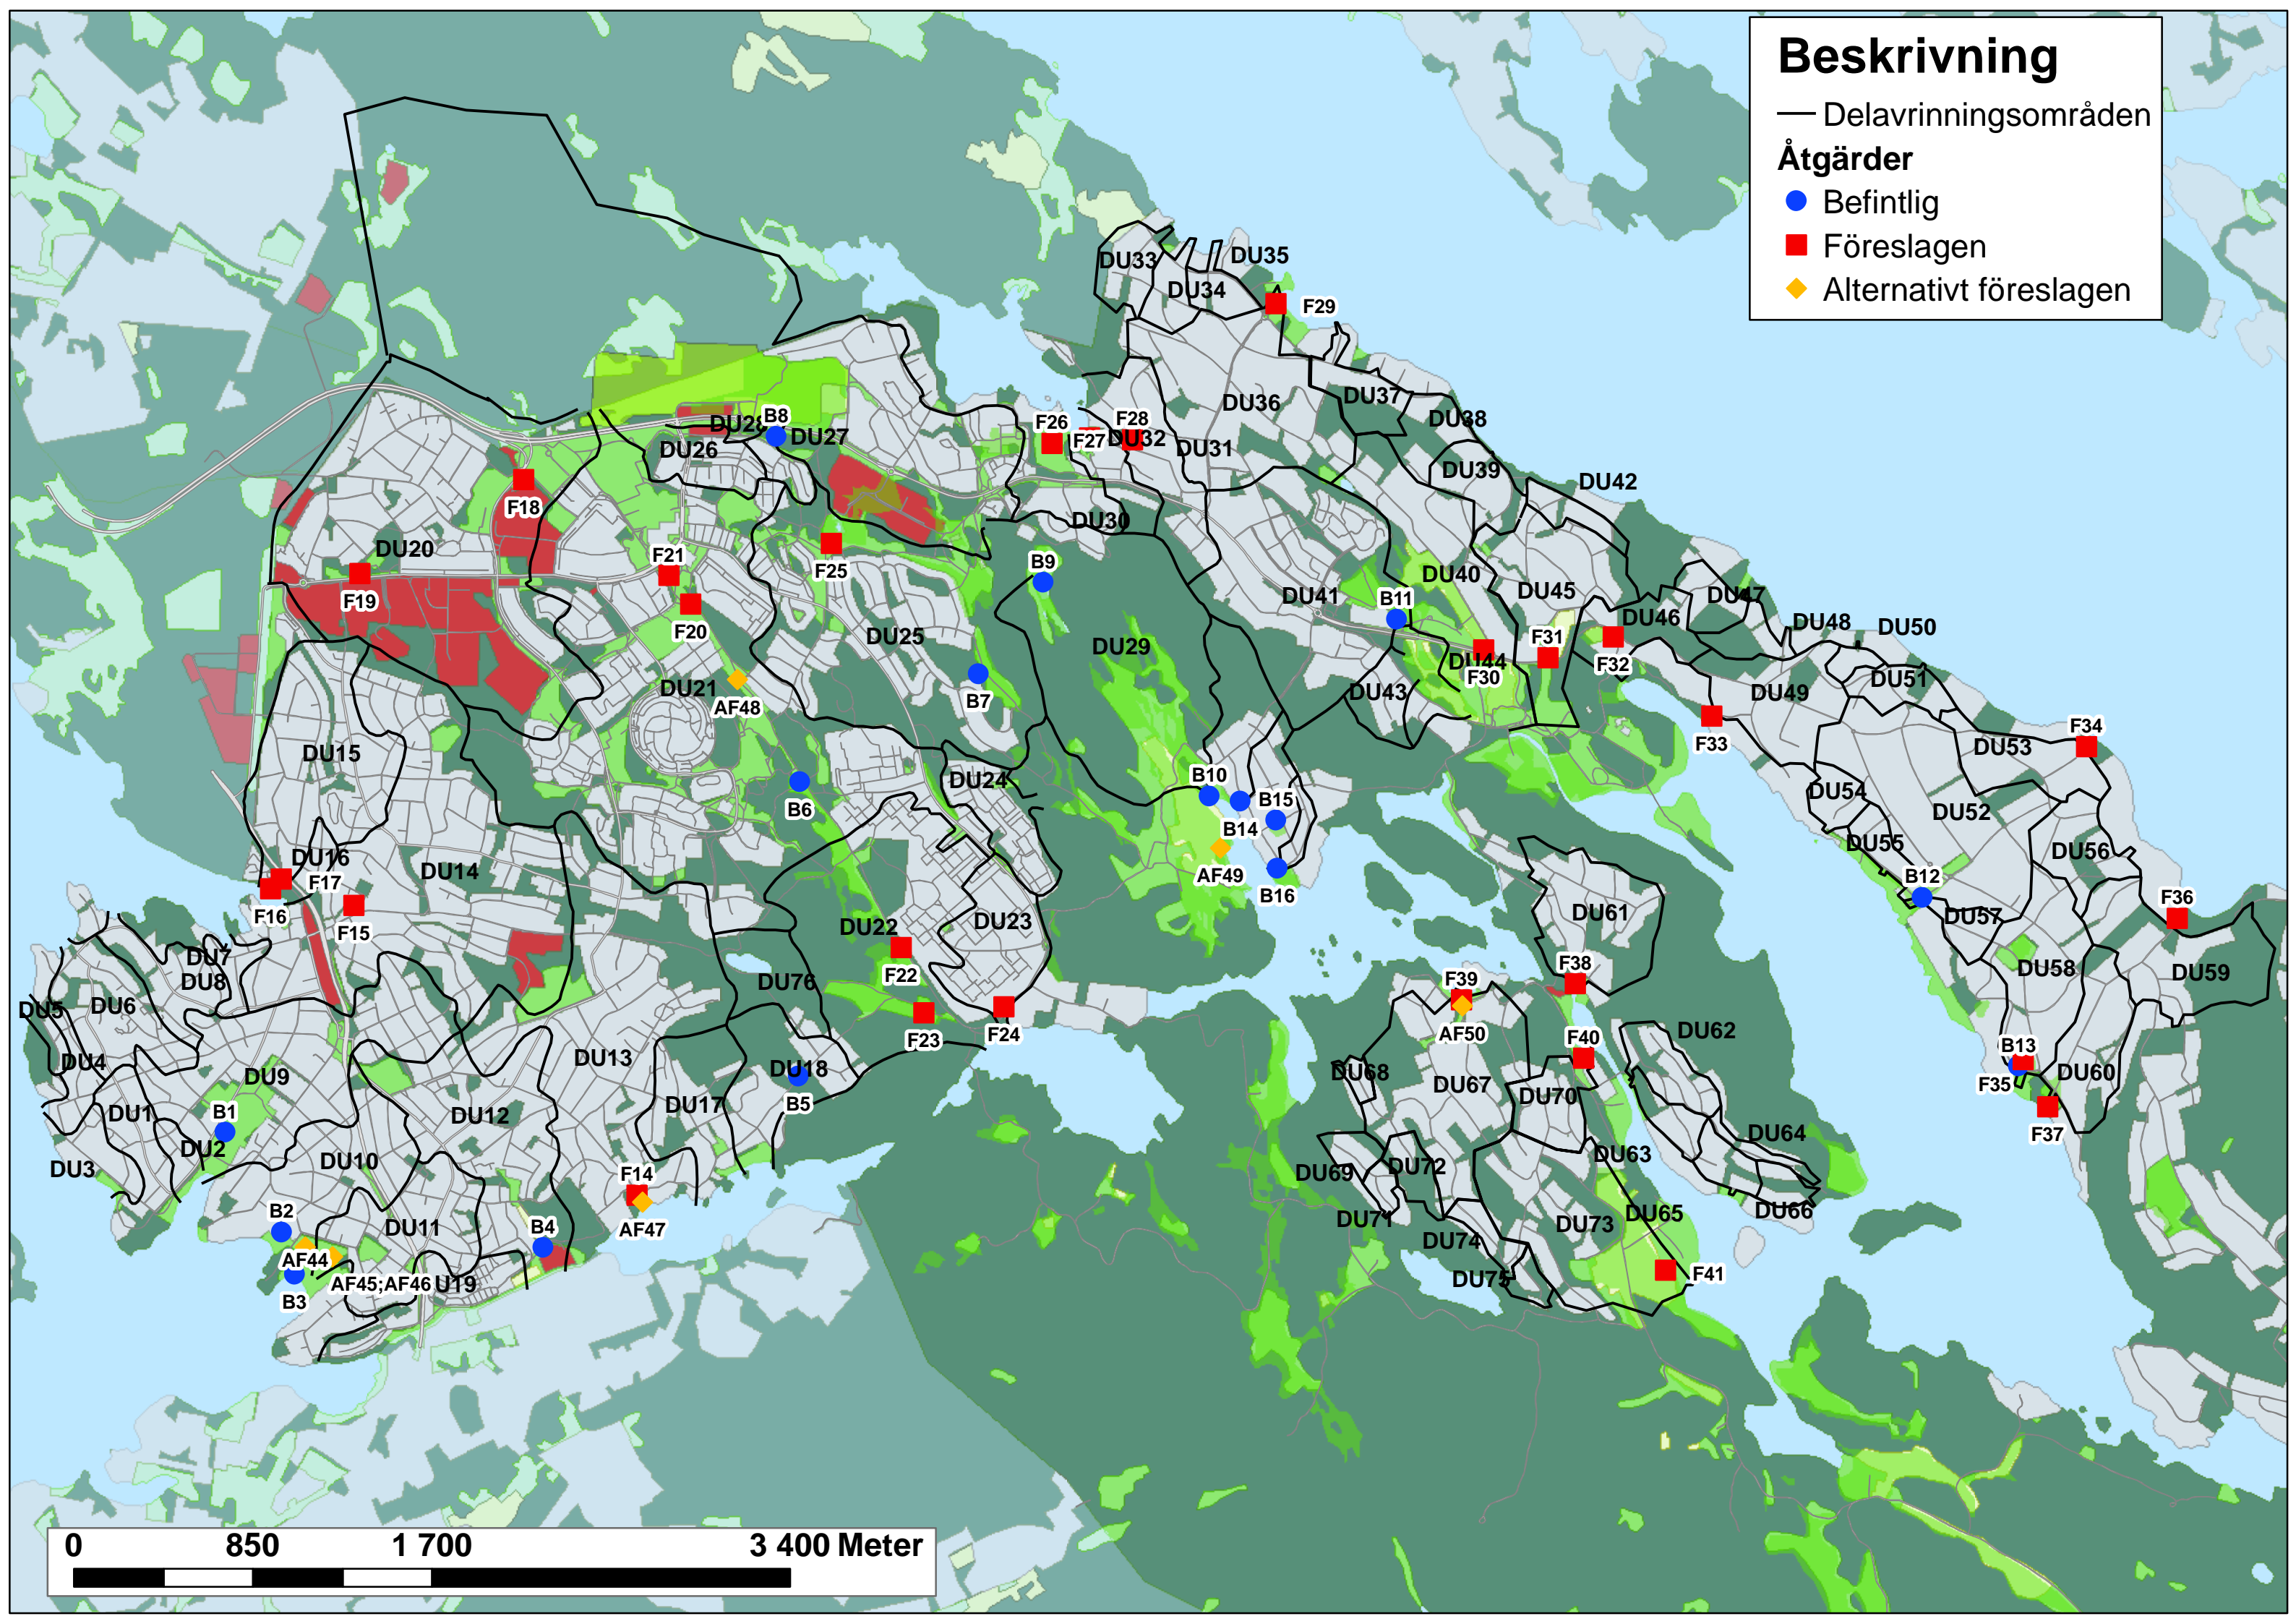 Beskrivning
Delavrinningsområden
Åtgärder
Befintlig
Föreslagen
Alternativt föreslagen
DU33
DU35
DU34
F29
DU37
DU36
DU38
B8
DU28
DU27
DU26
F26
F27
F28
DU32
DU31
DU39
DU42
F18
DU30
DU20
F21
F25
B9
F19
F20
DU40
DU41
B11
DU45
F31
DU46
F32
DU47
DU48
DU50
DU25
DU29
DU44
F30
DU21
B7
AF48
DU43
DU49
DU51
F33
F34
DU53
DU15
DU24
B10
B6
B15
B14
DU54
DU52
DU55
DU56
DU16
F17
DU14
F16
F15
AF49
B16
B12
DU57
F36
DU61
DU22
DU23
F22
DU7
DU8
DU76
F38
F39
AF50
DU58
DU59
DU5
DU6
F23
F24
F40
DU62
B13
F35
DU60
DU4
DU9
DU13
DU18
B5
DU68
DU67
DU70
F37
DU1
B1
DU2
DU12
DU17
DU64
DU63
DU3
DU10
F14
AF47
DU69
DU72
DU66
B2
DU11
B4
DU71
DU73
DU65
DU74
AF44
B3
AF45;AF46
U19
DU75
F41
0 850 1 700 3 400 Meter